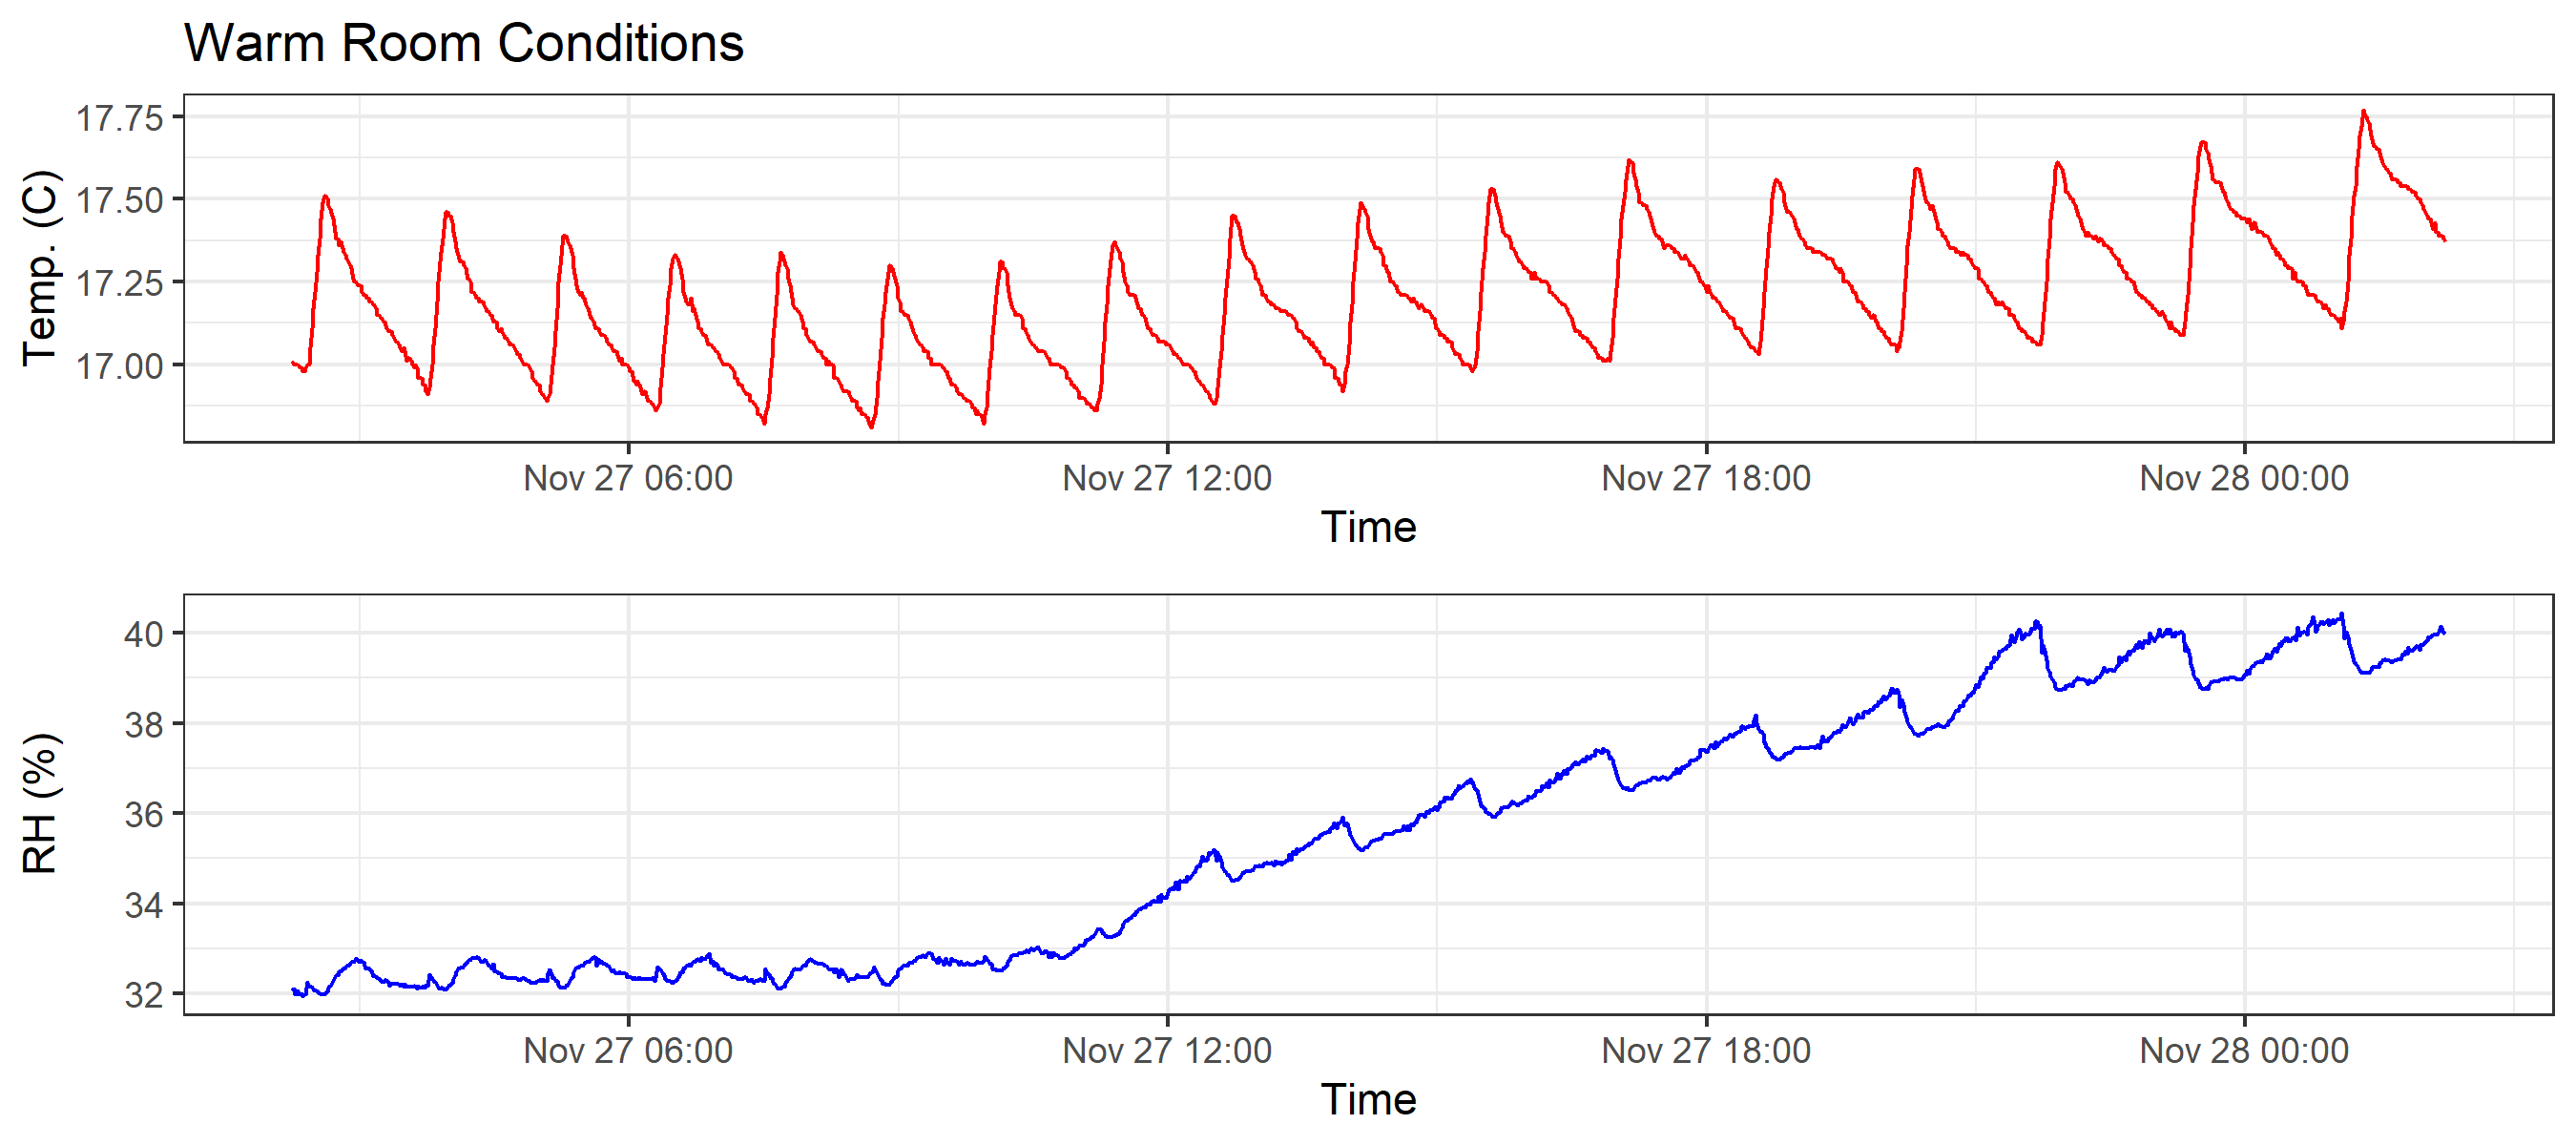 Warm Room Conditions
Temp. (C)
17.75
17.50
17.25
17.00
Nov 27 06:00 Nov 27 12:00 Nov 27 18:00 Nov 28 00:00
Time
RH (%)
40
38
36
34
32
Nov 27 06:00 Nov 27 12:00 Nov 27 18:00 Nov 28 00:00
Time